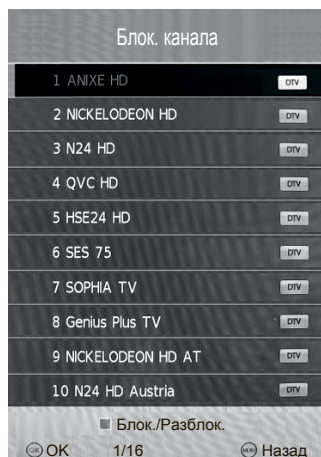 Блок. канала
1 ANIXE HD DTV
2 NICKELODEON HD DTV
3 N24 HD DTV
4 QVC HD DTV
5 HSE24 HD DTV
6 SES 75 DTV
7 SOPHIA TV DTV
8 Genius Plus TV DTV
9 NICKELODEON HD AT DTV
10 N24 HD Austria DTV
Блок./Разблок.
OK OK 1/16 MENU Назад